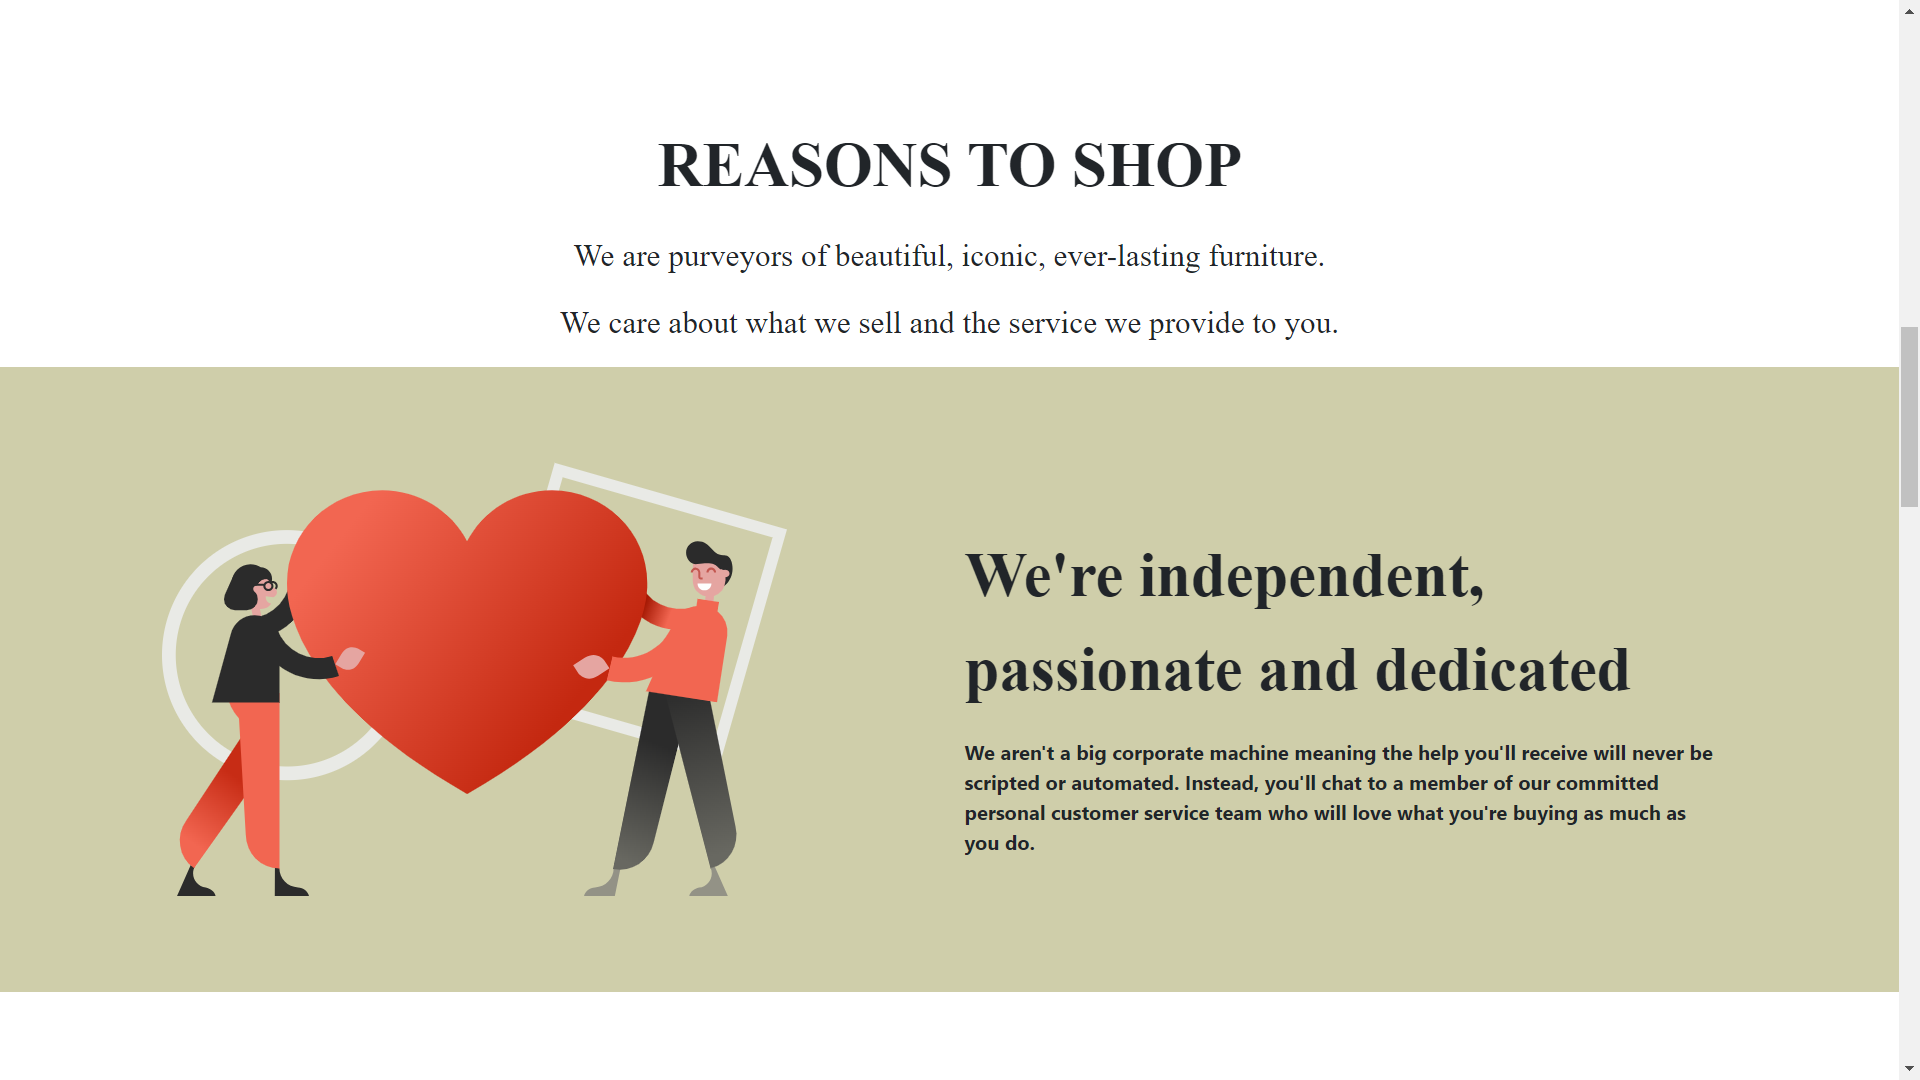 REASONS TO SHOP
We are purveyors of beautiful, iconic, ever-lasting furniture.
We care about what we sell and the service we provide to you.
We're independent,
passionate and dedicated
We aren't a big corporate machine meaning the help you'll receive will never be
scripted or automated. Instead, you'll chat to a member of our committed
personal customer service team who will love what you're buying as much as
you do.